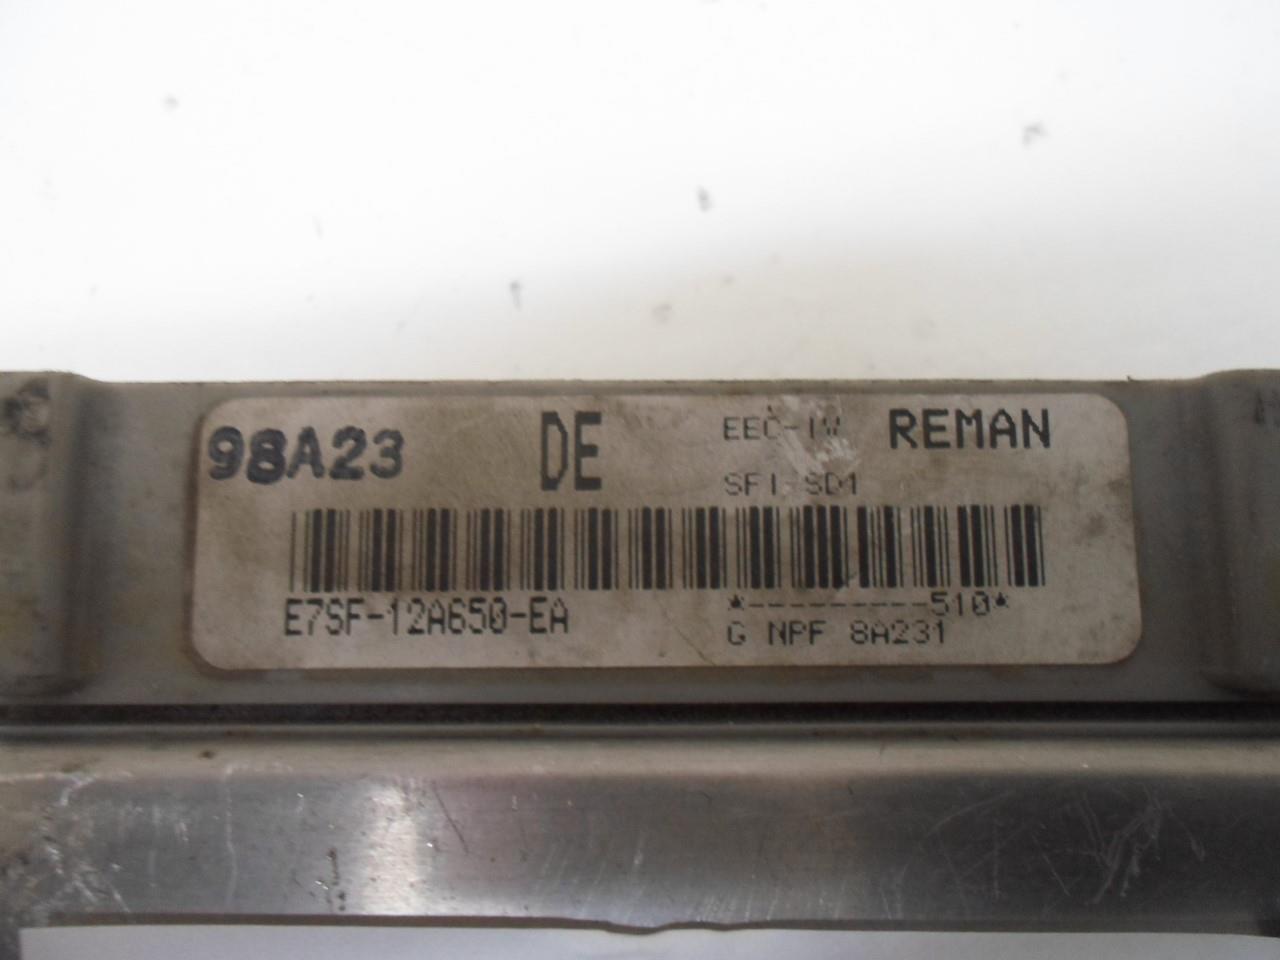 98A23 DE EEC-IV REMAN
SFI-SD1
E7SF-12A650-EA *---------510*
G NPF 8A231